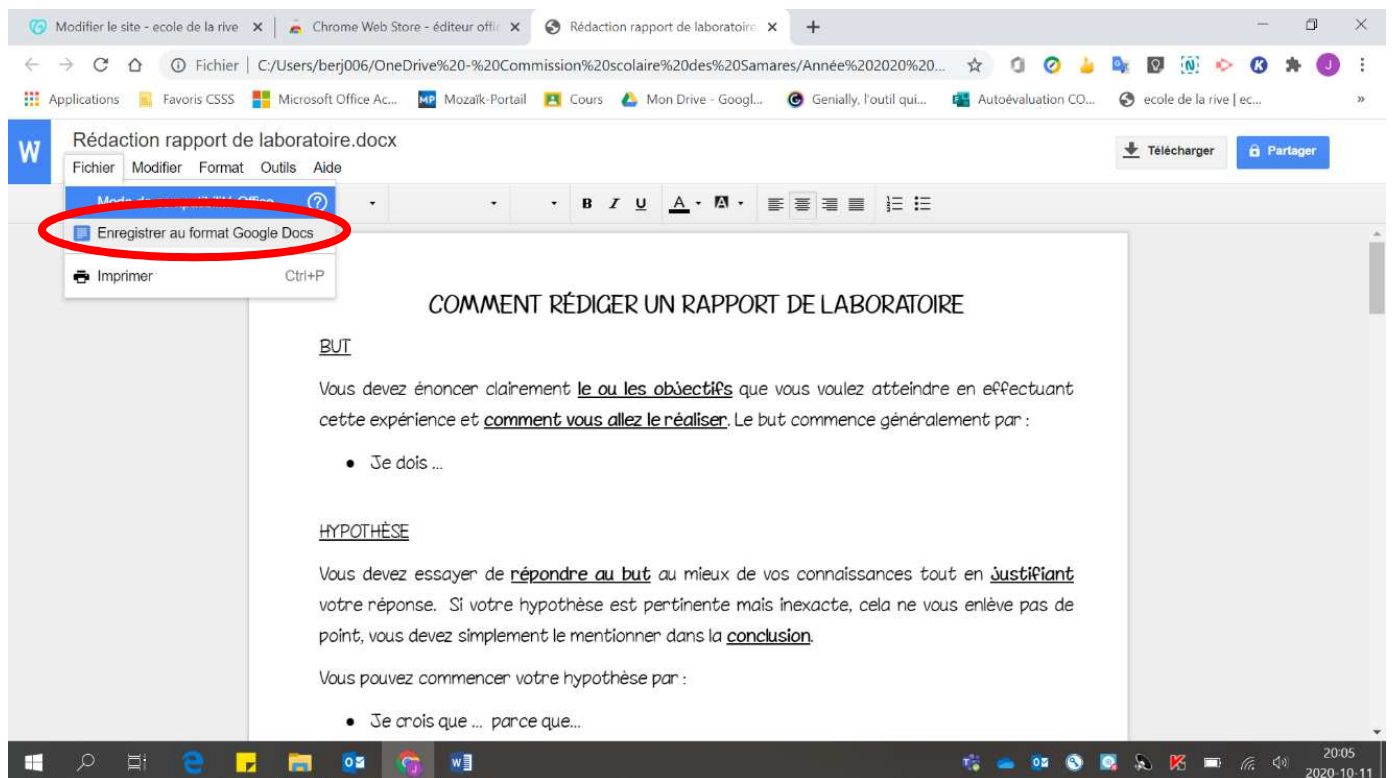 Modifier le site - ecole de la rive
Chrome Web Store - éditeur offic
Rédaction rapport de laboratoire
Fichier C:/Users/berj006/OneDrive%20-%20Commission%20scolaire%20des%20Samares/Année%202020%20...
Applications Favoris CSSS Microsoft Office Ac... Mozaïk-Portail Cours Mon Drive - Googl... Genially, l'outil qui... Autoévaluation CO... ecole de la rive | ec... »
Rédaction rapport de laboratoire.docx
Fichier Modifier Format Outils Aide
Télécharger Partager
Mode de compatibilité Office
B I U A A
Enregistrer au format Google Docs
Imprimer Ctrl+P
COMMENT RÉDIGER UN RAPPORT DE LABORATOIRE
BUT
Vous devez énoncer clairement le ou les objectifs que vous voulez atteindre en effectuant
cette expérience et comment vous allez le réaliser. Le but commence généralement par :
• Je dois ...
HYPOTHÈSE
Vous devez essayer de répondre au but au mieux de vos connaissances tout en justifiant
votre réponse. Si votre hypothèse est pertinente mais inexacte, cela ne vous enlève pas de
point, vous devez simplement le mentionner dans la conclusion.
Vous pouvez commencer votre hypothèse par :
• Je crois que ... parce que...
20:05
2020-10-11